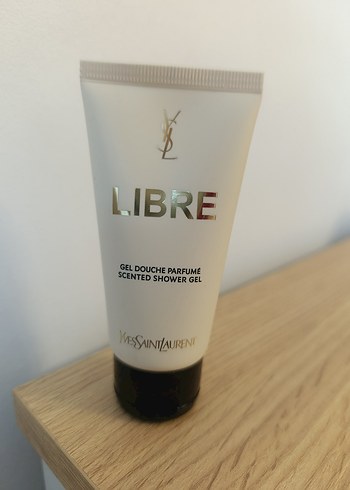 YSL
LIBRE
GEL DOUCHE PARFUMÉ
SCENTED SHOWER GEL
YVESSAINTLAURENT